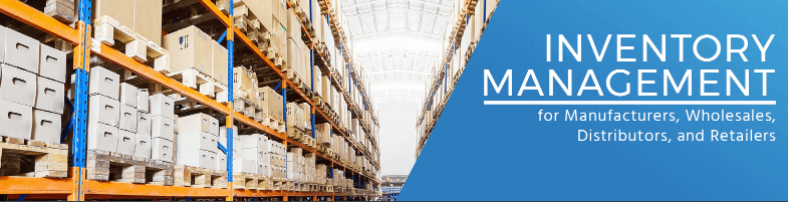 INVENTORY
MANAGEMENT
for Manufacturers, Wholesales,
Distributors, and Retailers